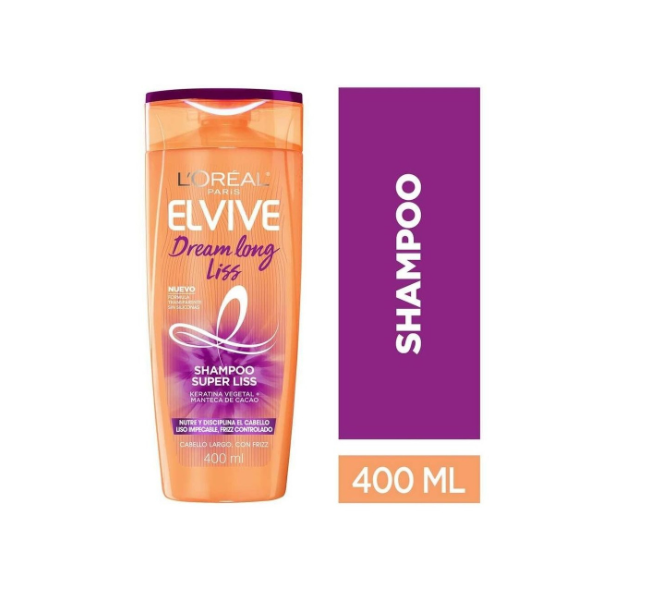 L'ORÉAL
PARIS
ELVIVE
Dream long
Liss
NUEVO
FÓRMULA
SHAMPOO
SUPER LISS
KERATINA VEGETAL +
MANTECA DE CACAO
NUTRE Y DISCIPLINA EL CABELLO
LISO IMPECABLE, FRIZZ CONTROLADO
CABELLO LARGO, CON FRIZZ
400 ml
SHAMPOO
400 ML